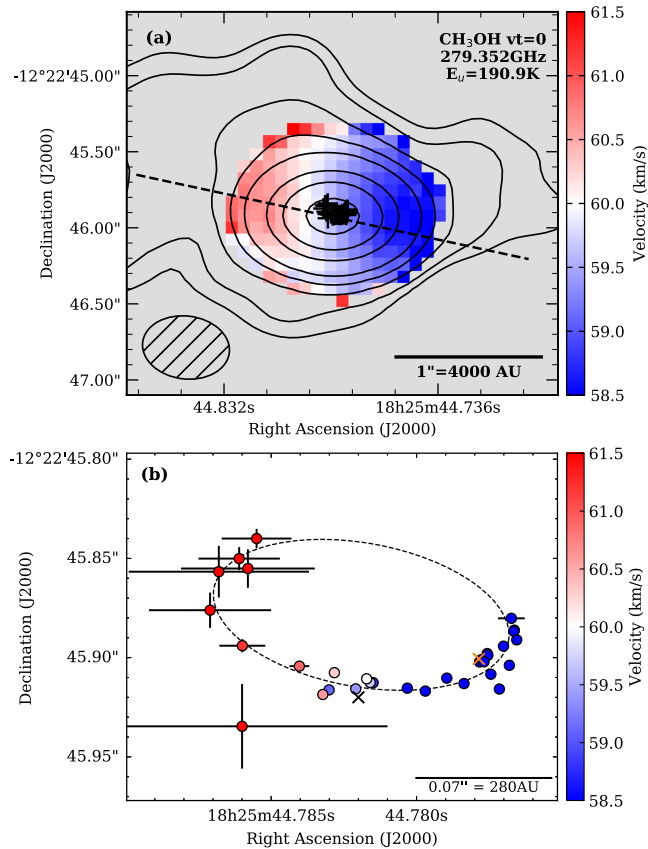 (a)
CH₃OH vt=0
279.352GHz
Eᵤ=190.9K
-12°22'45.00"
45.50"
46.00"
46.50"
47.00"
Declination (J2000)
1"=4000 AU
44.832s
18h25m44.736s
Right Ascension (J2000)
61.5
61.0
60.5
60.0
59.5
59.0
58.5
Velocity (km/s)
(b)
-12°22'45.80"
45.85"
45.90"
45.95"
Declination (J2000)
0.07" = 280AU
18h25m44.785s
44.780s
Right Ascension (J2000)
61.5
61.0
60.5
60.0
59.5
59.0
58.5
Velocity (km/s)